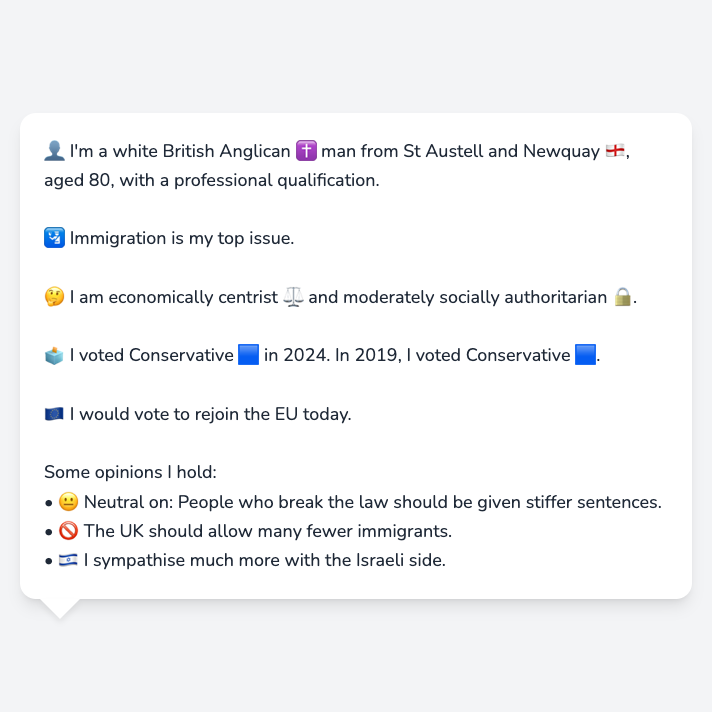 👤 I'm a white British Anglican ✝️ man from St Austell and Newquay 🏴󠁧󠁢󠁥󠁮󠁧󠁿,
aged 80, with a professional qualification.
🛂 Immigration is my top issue.
🤔 I am economically centrist ⚖️ and moderately socially authoritarian 🔒.
🗳️ I voted Conservative 🟦 in 2024. In 2019, I voted Conservative 🟦.
🇪🇺 I would vote to rejoin the EU today.
Some opinions I hold:
• 😐 Neutral on: People who break the law should be given stiffer sentences.
• 🚫 The UK should allow many fewer immigrants.
• 🇮🇱 I sympathise much more with the Israeli side.